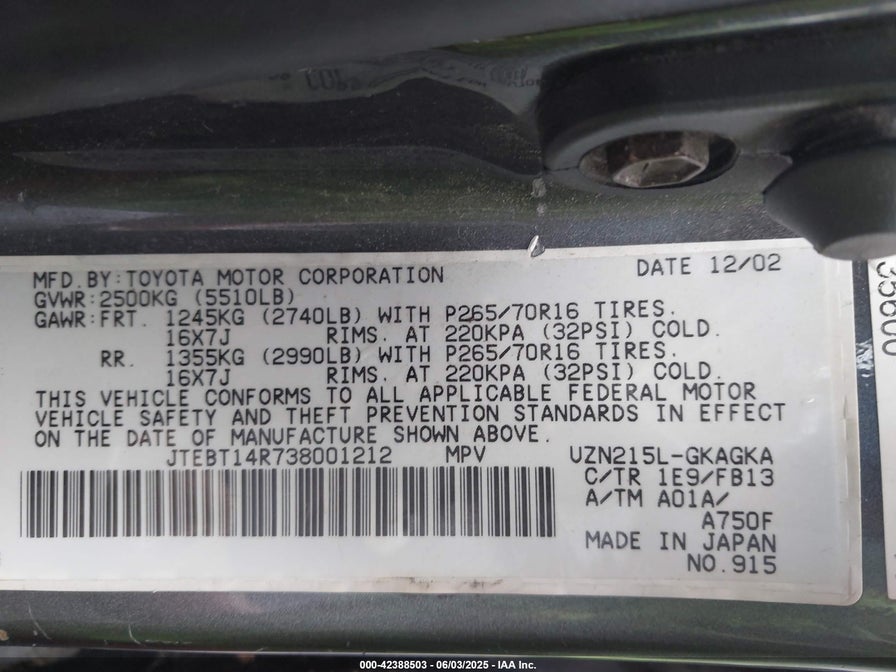 MFD.BY:TOYOTA MOTOR CORPORATION DATE 12/02
GVWR:2500KG (5510LB)
GAWR:FRT. 1245KG (2740LB) WITH P265/70R16 TIRES.
16X7J RIMS. AT 220KPA (32PSI) COLD.
RR. 1355KG (2990LB) WITH P265/70R16 TIRES.
16X7J RIMS. AT 220KPA (32PSI) COLD.
THIS VEHICLE CONFORMS TO ALL APPLICABLE FEDERAL MOTOR
VEHICLE SAFETY AND THEFT PREVENTION STANDARDS IN EFFECT
ON THE DATE OF MANUFACTURE SHOWN ABOVE.
JTEBT14R738001212 MPV UZN215L-GKAGKA
C/TR 1E9/FB13
A/TM A01A/
A750F
MADE IN JAPAN
NO.915
000-42388503 - 06/03/2025 - IAA Inc.